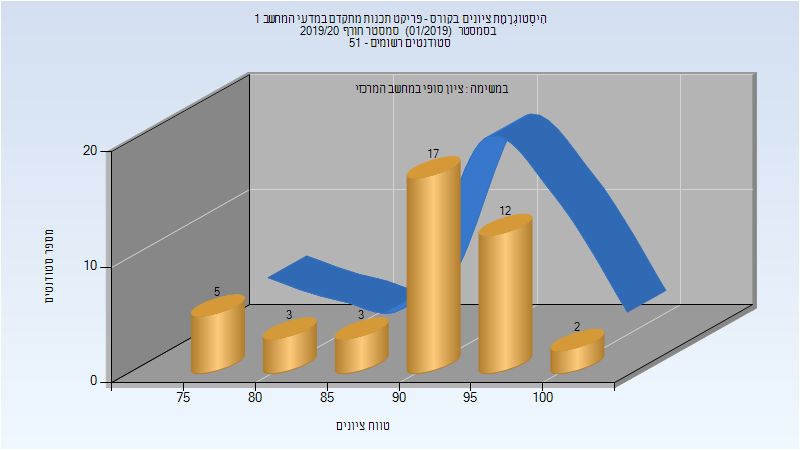 היסטוגרמת ציונים בקורס - פריקט תכנות מתקדם במדעי המחשב 1
בסמסטר (01/2019) סמסטר חורף 2019/20
סטודנטים רשומים - 51
במשימה : ציון סופי במחשב המרכזי
מספר סטודנטים
20
10
0
5
3
3
17
12
2
75
80
85
90
95
100
טווח ציונים